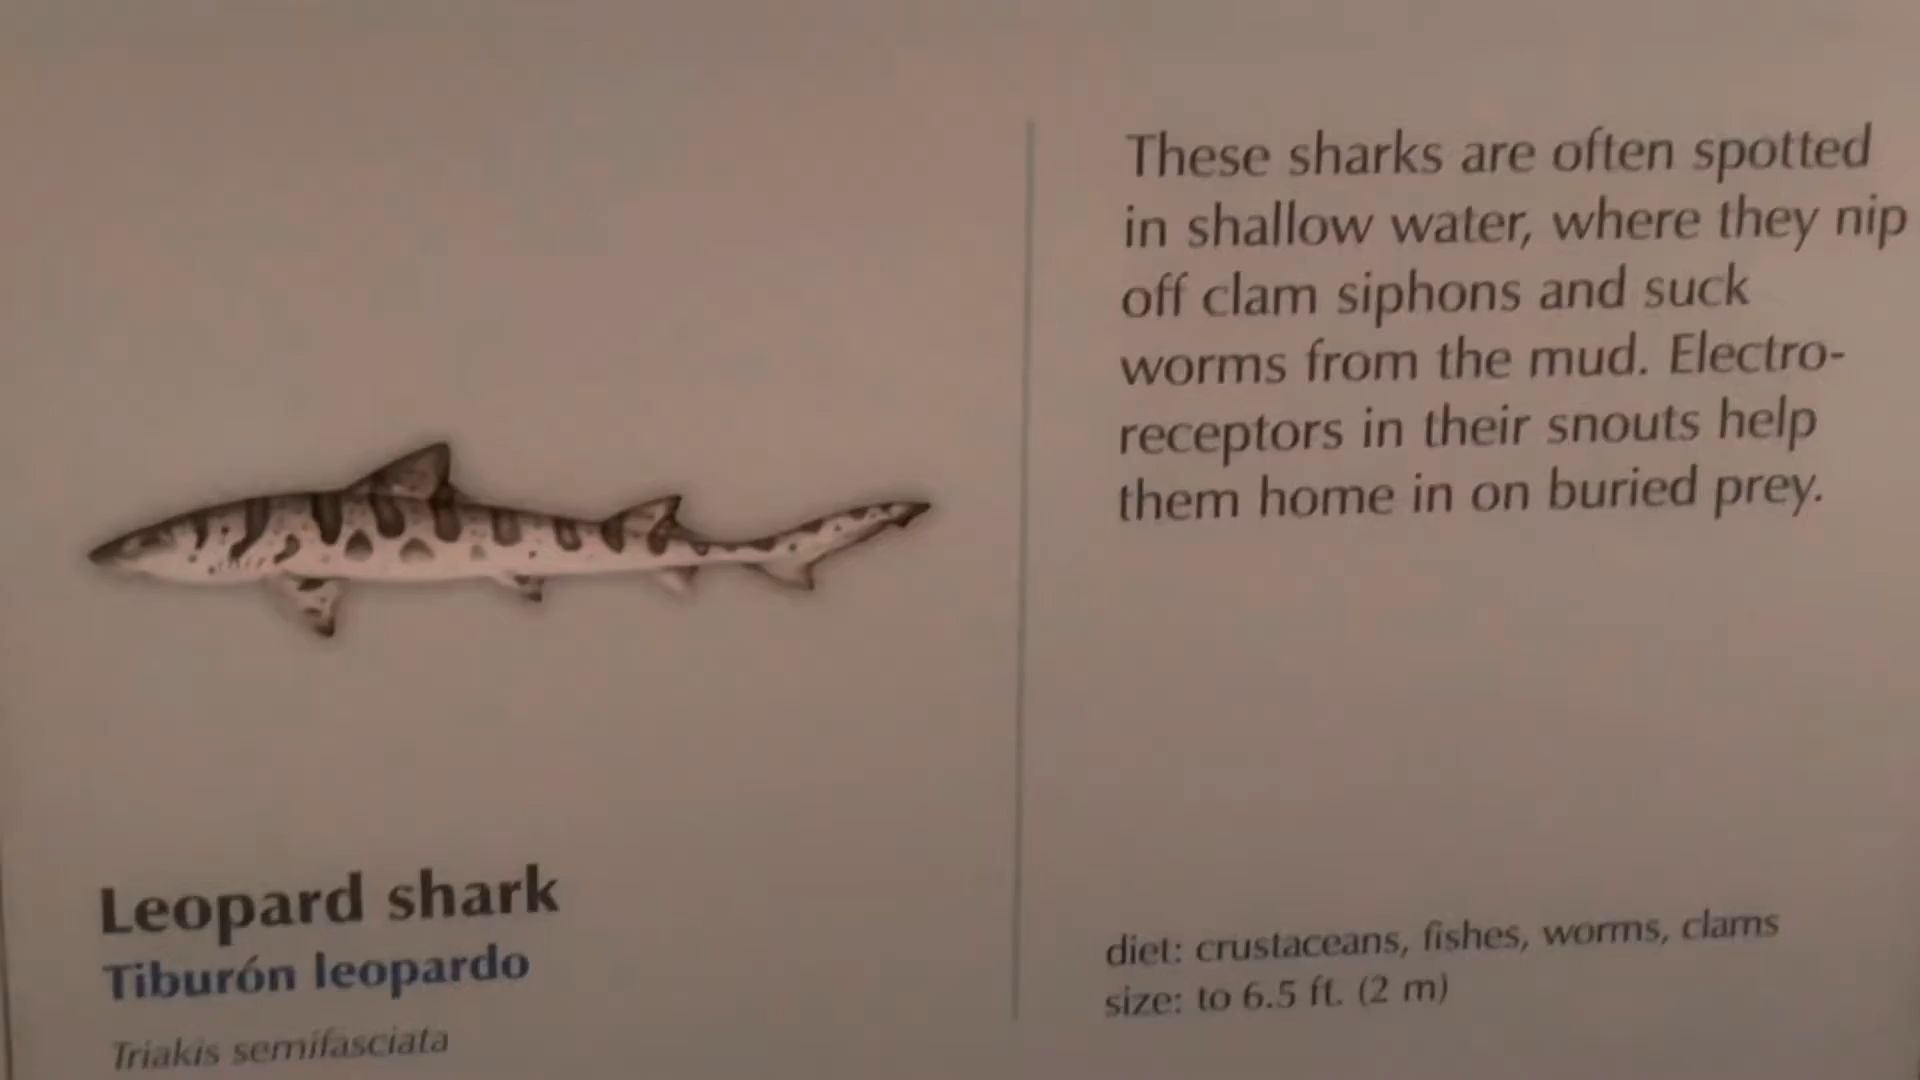 These sharks are often spotted
in shallow water, where they nip
off clam siphons and suck
worms from the mud. Electro-
receptors in their snouts help
them home in on buried prey.
Leopard shark
Tiburón leopardo
Triakis semifasciata
diet: crustaceans, fishes, worms, clams
size: to 6.5 ft. (2 m)